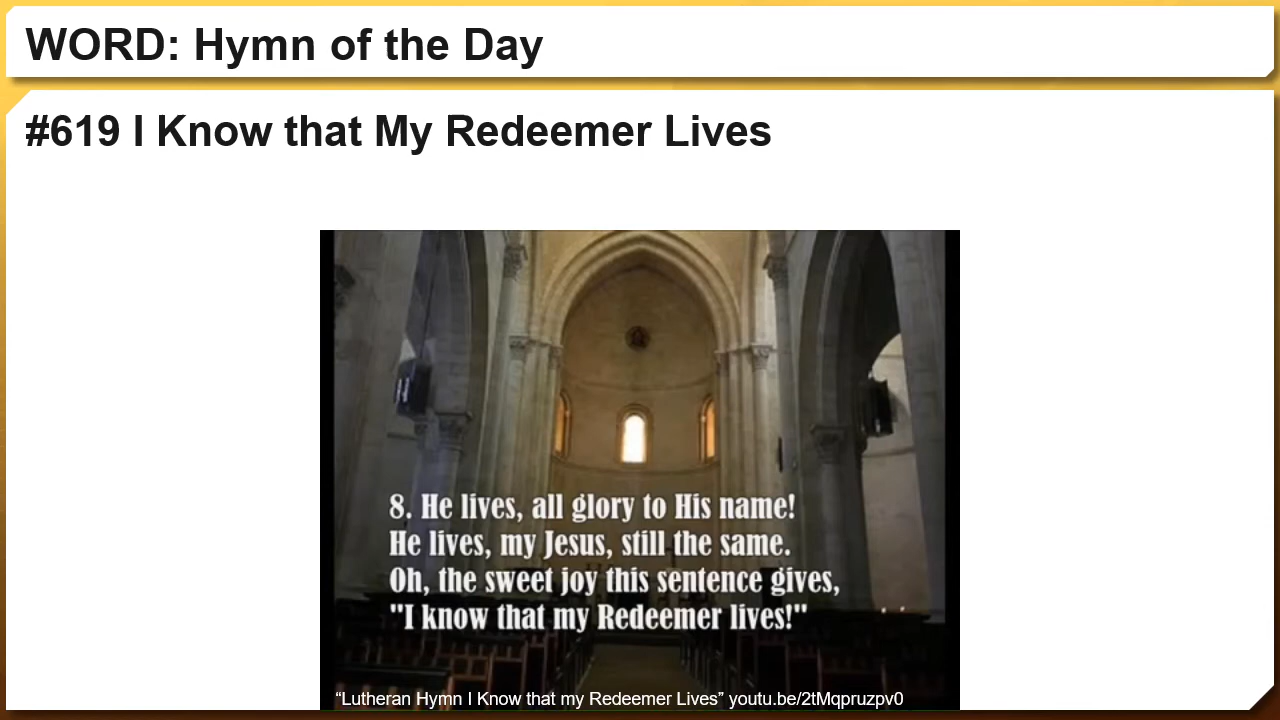 WORD: Hymn of the Day
#619 I Know that My Redeemer Lives
8. He lives, all glory to His name!
He lives, my Jesus, still the same.
Oh, the sweet joy this sentence gives,
"I know that my Redeemer lives!"
“Lutheran Hymn I Know that my Redeemer Lives” youtu.be/2tMqpruzpv0